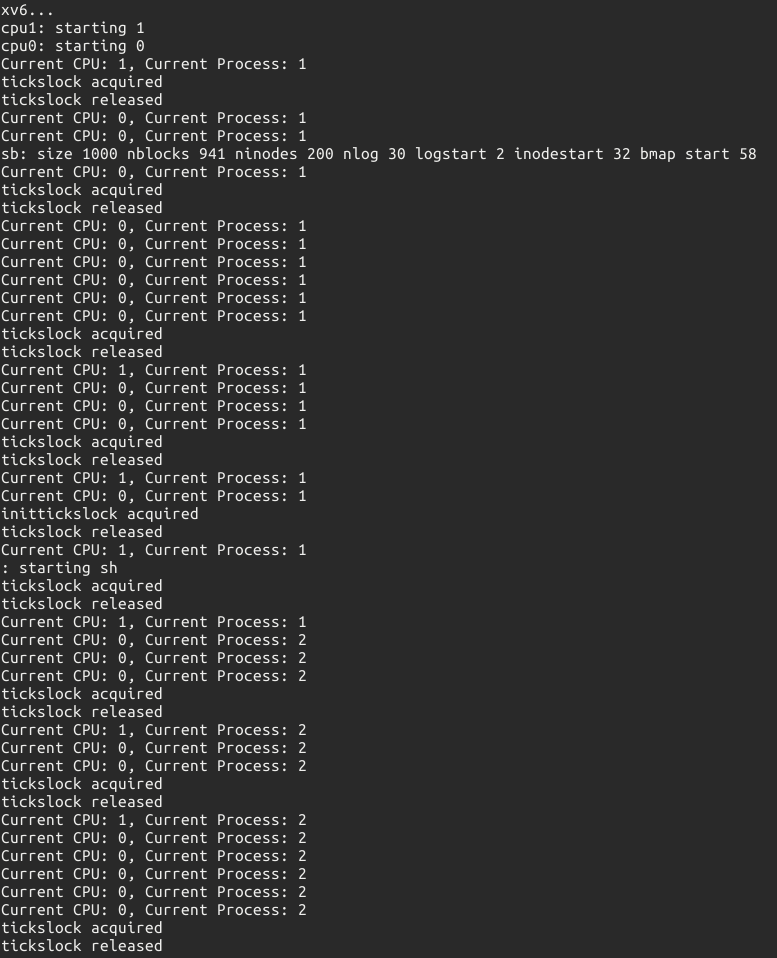 xv6...
cpu1: starting 1
cpu0: starting 0
Current CPU: 1, Current Process: 1
tickslock acquired
tickslock released
Current CPU: 0, Current Process: 1
Current CPU: 0, Current Process: 1
sb: size 1000 nblocks 941 ninodes 200 nlog 30 logstart 2 inodestart 32 bmap start 58
Current CPU: 0, Current Process: 1
tickslock acquired
tickslock released
Current CPU: 0, Current Process: 1
Current CPU: 0, Current Process: 1
Current CPU: 0, Current Process: 1
Current CPU: 0, Current Process: 1
Current CPU: 0, Current Process: 1
Current CPU: 0, Current Process: 1
tickslock acquired
tickslock released
Current CPU: 1, Current Process: 1
Current CPU: 0, Current Process: 1
Current CPU: 0, Current Process: 1
Current CPU: 0, Current Process: 1
tickslock acquired
tickslock released
Current CPU: 1, Current Process: 1
Current CPU: 0, Current Process: 1
inittickslock acquired
tickslock released
Current CPU: 1, Current Process: 1
: starting sh
tickslock acquired
tickslock released
Current CPU: 1, Current Process: 1
Current CPU: 0, Current Process: 2
Current CPU: 0, Current Process: 2
Current CPU: 0, Current Process: 2
tickslock acquired
tickslock released
Current CPU: 1, Current Process: 2
Current CPU: 0, Current Process: 2
Current CPU: 0, Current Process: 2
tickslock acquired
tickslock released
Current CPU: 1, Current Process: 2
Current CPU: 0, Current Process: 2
Current CPU: 0, Current Process: 2
Current CPU: 0, Current Process: 2
Current CPU: 0, Current Process: 2
Current CPU: 0, Current Process: 2
tickslock acquired
tickslock released